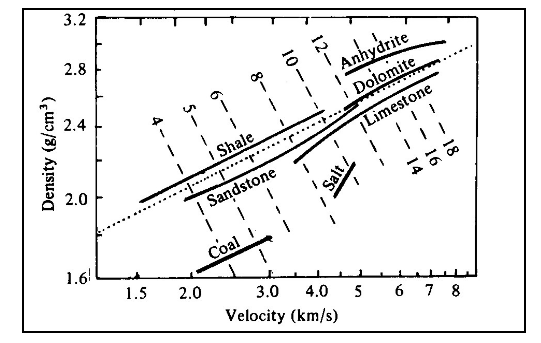 3.2
2.8
2.4
2.0
1.6
Density (g/cm³)
4
5
6
8
10
12
14
16
18
Shale
Sandstone
Coal
Salt
Anhydrite
Dolomite
Limestone
1.5
2.0
3.0
4.0
5
6
7
8
Velocity (km/s)